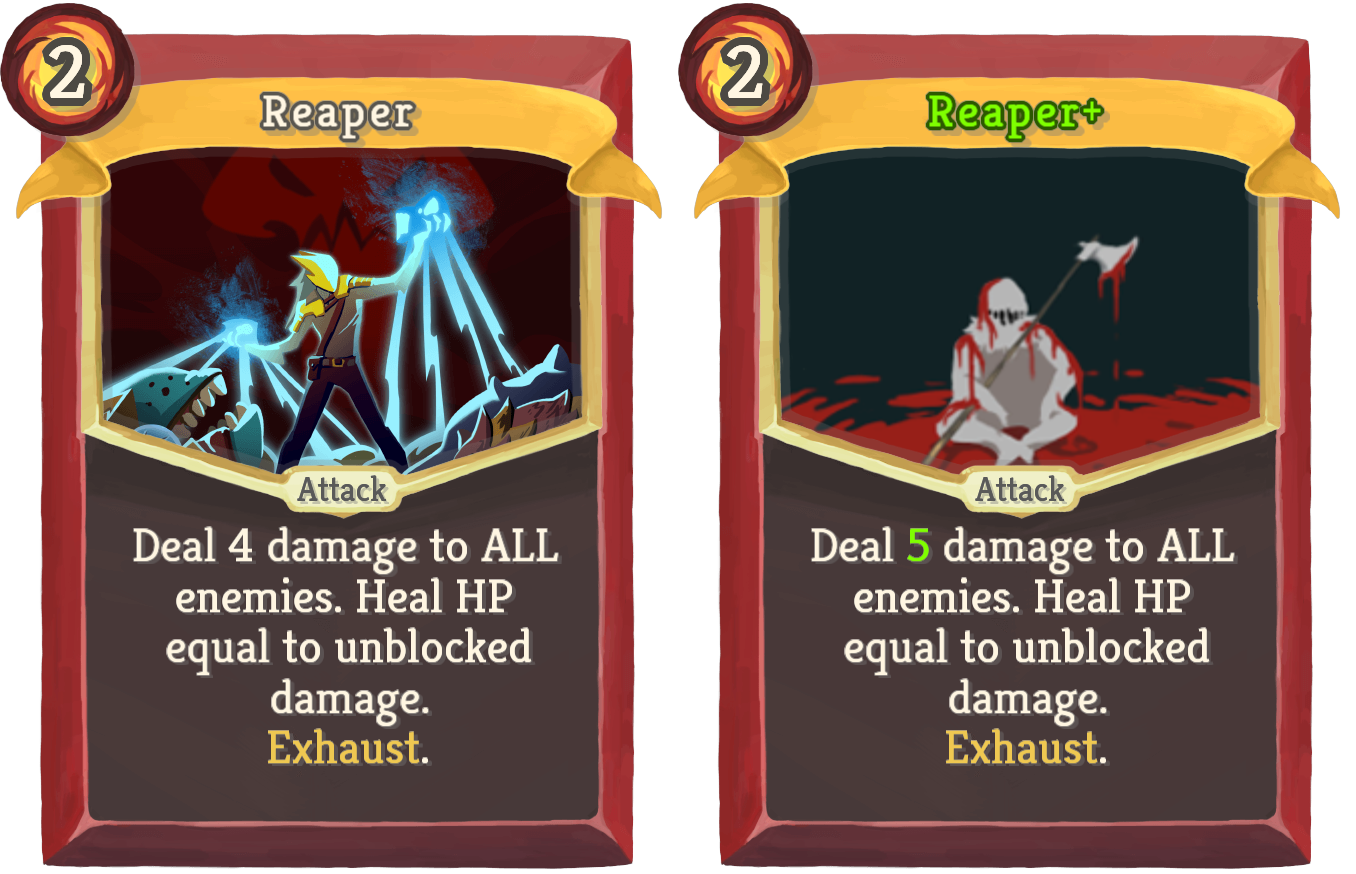 2
Reaper
Attack
Deal 4 damage to ALL
enemies. Heal HP
equal to unblocked
damage.
Exhaust.
2
Reaper+
Attack
Deal 5 damage to ALL
enemies. Heal HP
equal to unblocked
damage.
Exhaust.